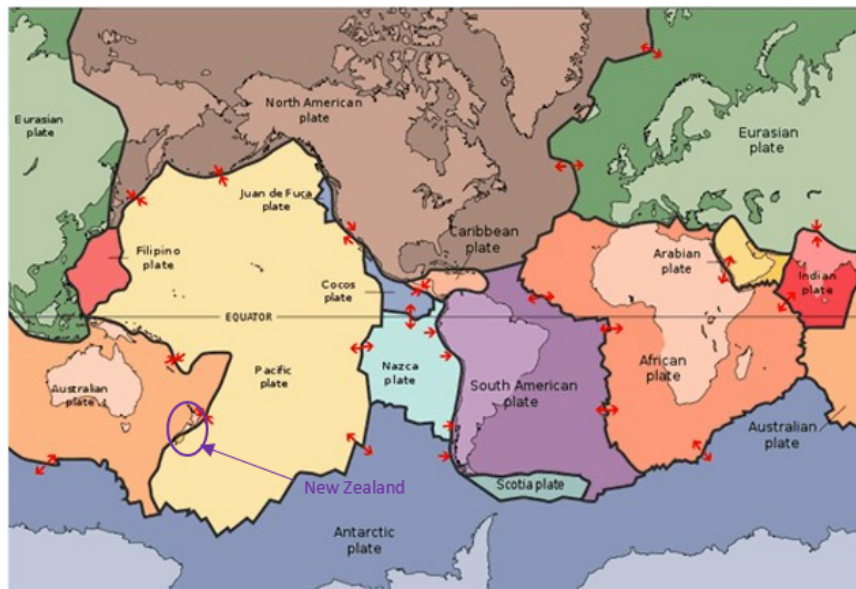 North American
plate
Eurasian
plate
Eurasian
plate
Juan de Fuca
plate
Caribbean
plate
Filipino
plate
Arabian
plate
Indian
plate
Cocos
plate
EQUATOR
Pacific
plate
Nazca
plate
South American
plate
African
plate
Australian
plate
Australian
plate
New Zealand
Scotia plate
Antarctic
plate